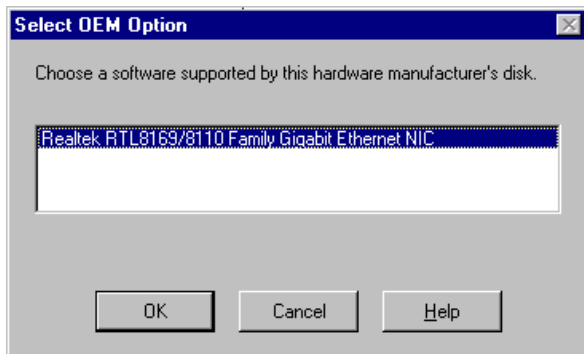 Select OEM Option
Choose a software supported by this hardware manufacturer's disk.
Realtek RTL8169/8110 Family Gigabit Ethernet NIC
OK
Cancel
Help